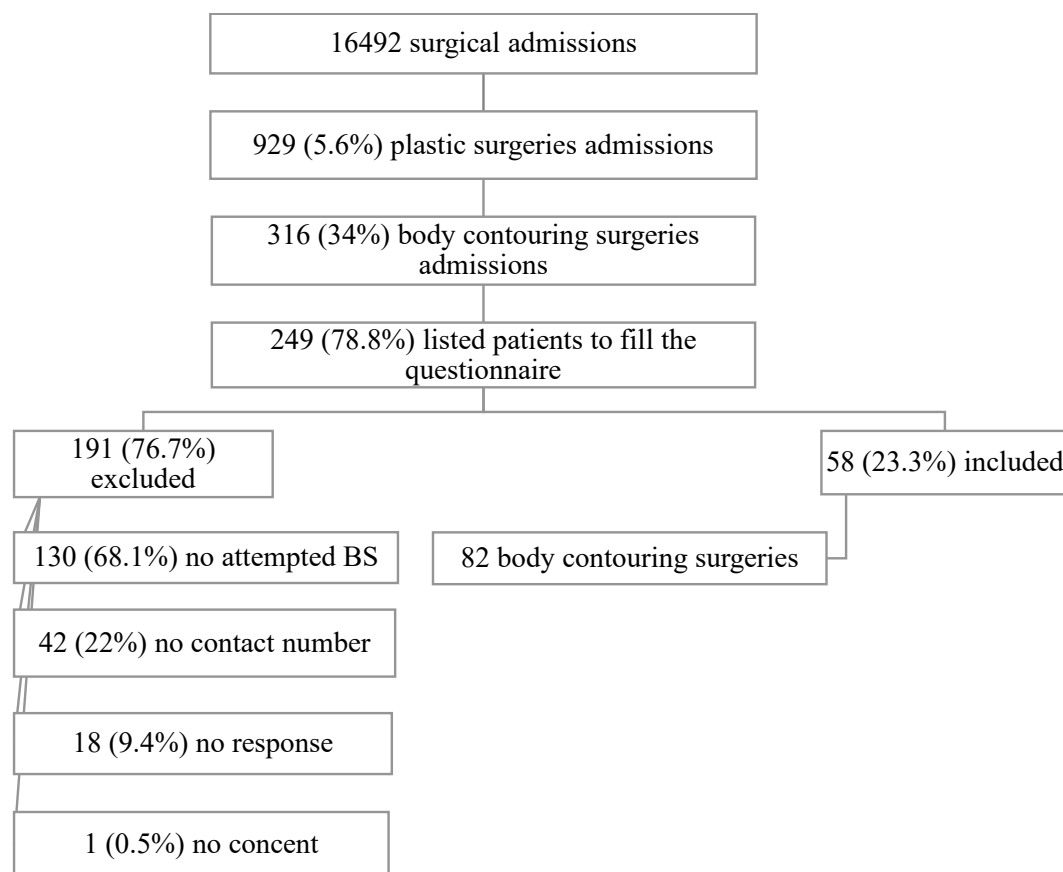 16492 surgical admissions
929 (5.6%) plastic surgeries admissions
316 (34%) body contouring surgeries
admissions
249 (78.8%) listed patients to fill the
questionnaire
191 (76.7%)
excluded
58 (23.3%) included
130 (68.1%) no attempted BS
82 body contouring surgeries
42 (22%) no contact number
18 (9.4%) no response
1 (0.5%) no concent